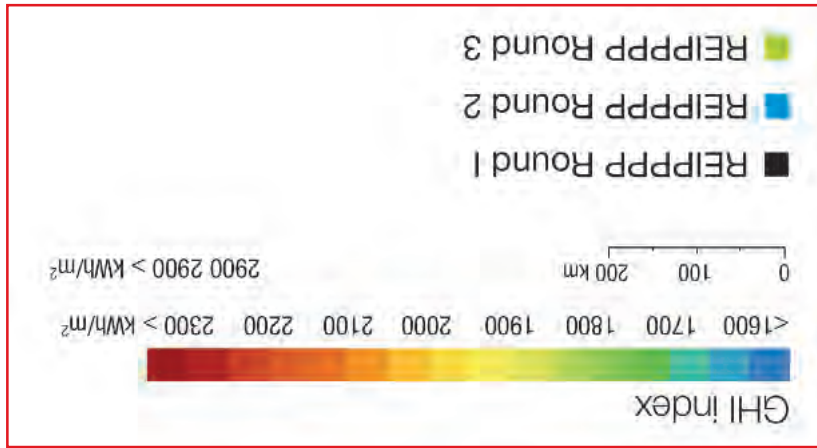 GHI index
<1600 1700 1800 1900 2000 2100 2200 2300 > kWh/m²
0 100 200 km
2900 2900 > kWh/m²
REIPPPP Round I
REIPPPP Round 2
REIPPPP Round 3